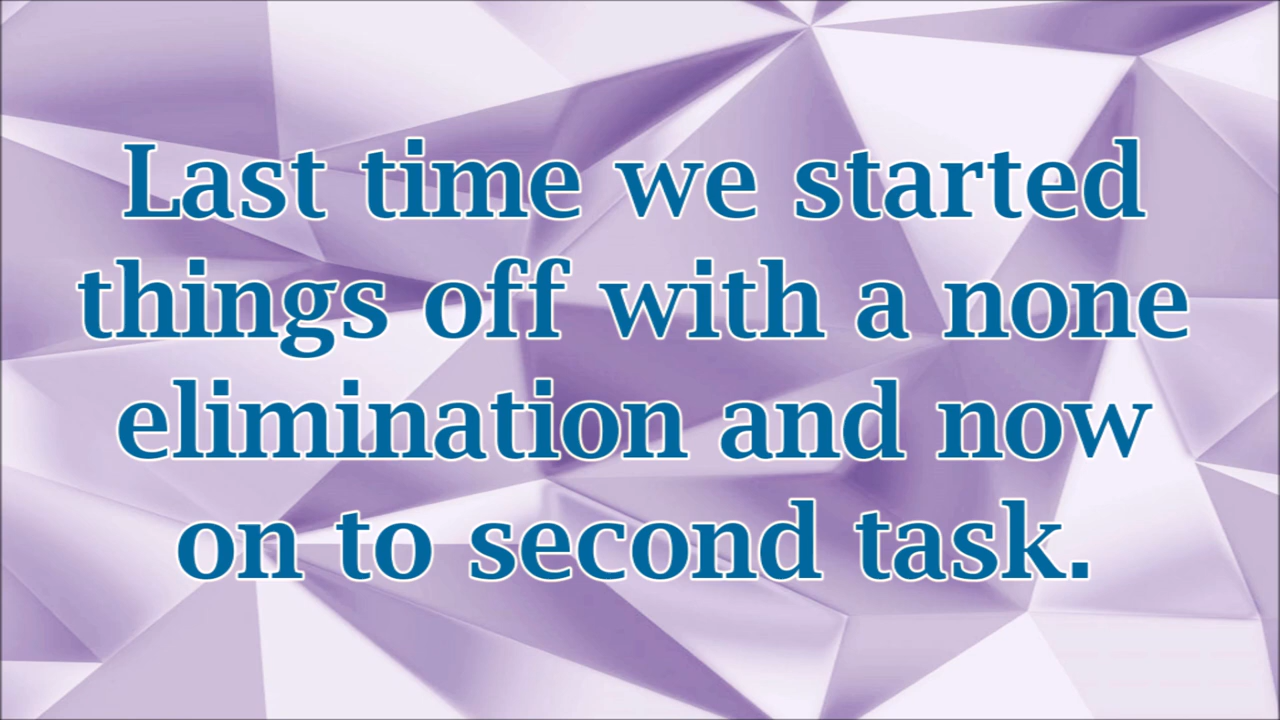 Last time we started
things off with a none
elimination and now
on to second task.